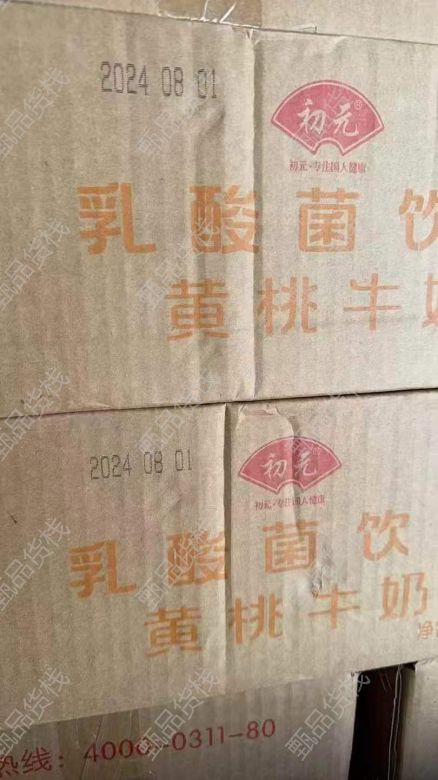 2024 08 01
初元®
初元·专注国人健康
乳酸菌饮
黄桃牛奶
2024 08 01
初元
初元·专注国人健康
乳酸菌饮
黄桃牛奶
净
热线：400-0311-80
甄品货栈